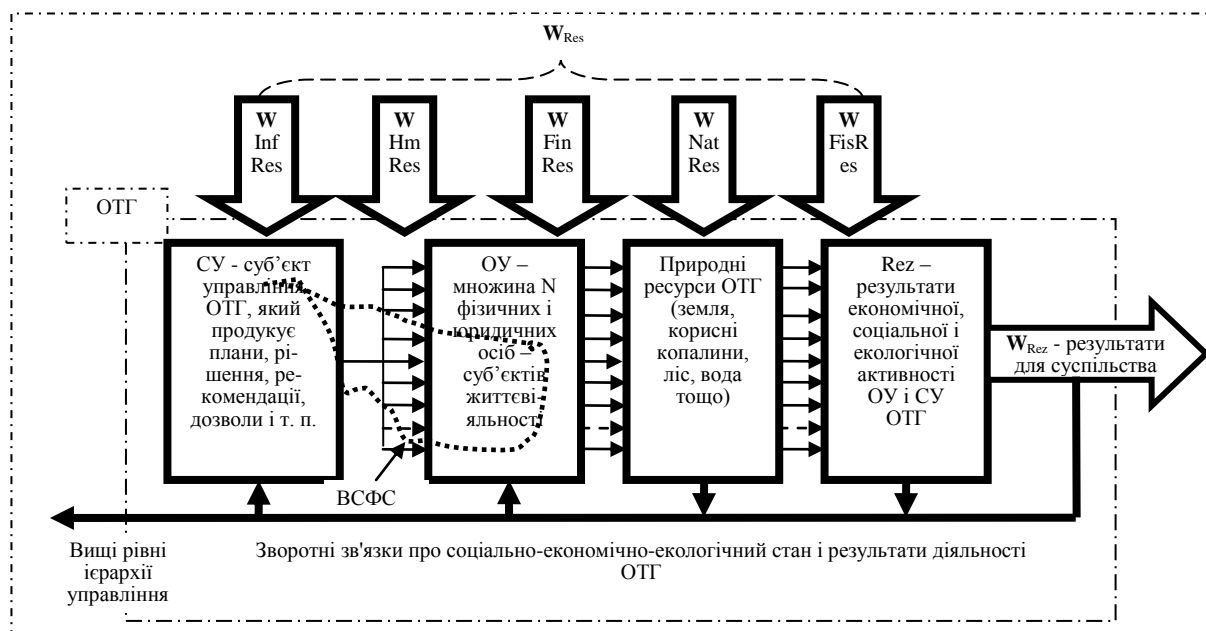 W_Res
W
Inf
Res
W
Hm
Res
W
Fin
Res
W
Nat
Res
W
FisR
es
ОТГ
СУ - суб’єкт
управління
ОТГ, який
продукує
плани, рі-
шення, ре-
комендації,
дозволи і т. п.
ОУ –
множина N
фізичних і
юридичних
осіб –
суб’єктів
життєві-
яльності
Природні
ресурси ОТГ
(земля,
корисні
копалини,
ліс, вода
тощо)
Rez –
результати
економічної,
соціальної і
екологічної
активності
ОУ і СУ
ОТГ
W_Rez - результати
для суспільства
ВСФС
Вищі рівні
ієрархії
управління
Зворотні зв'язки про соціально-економічно-екологічний стан і результати діяльності
ОТГ